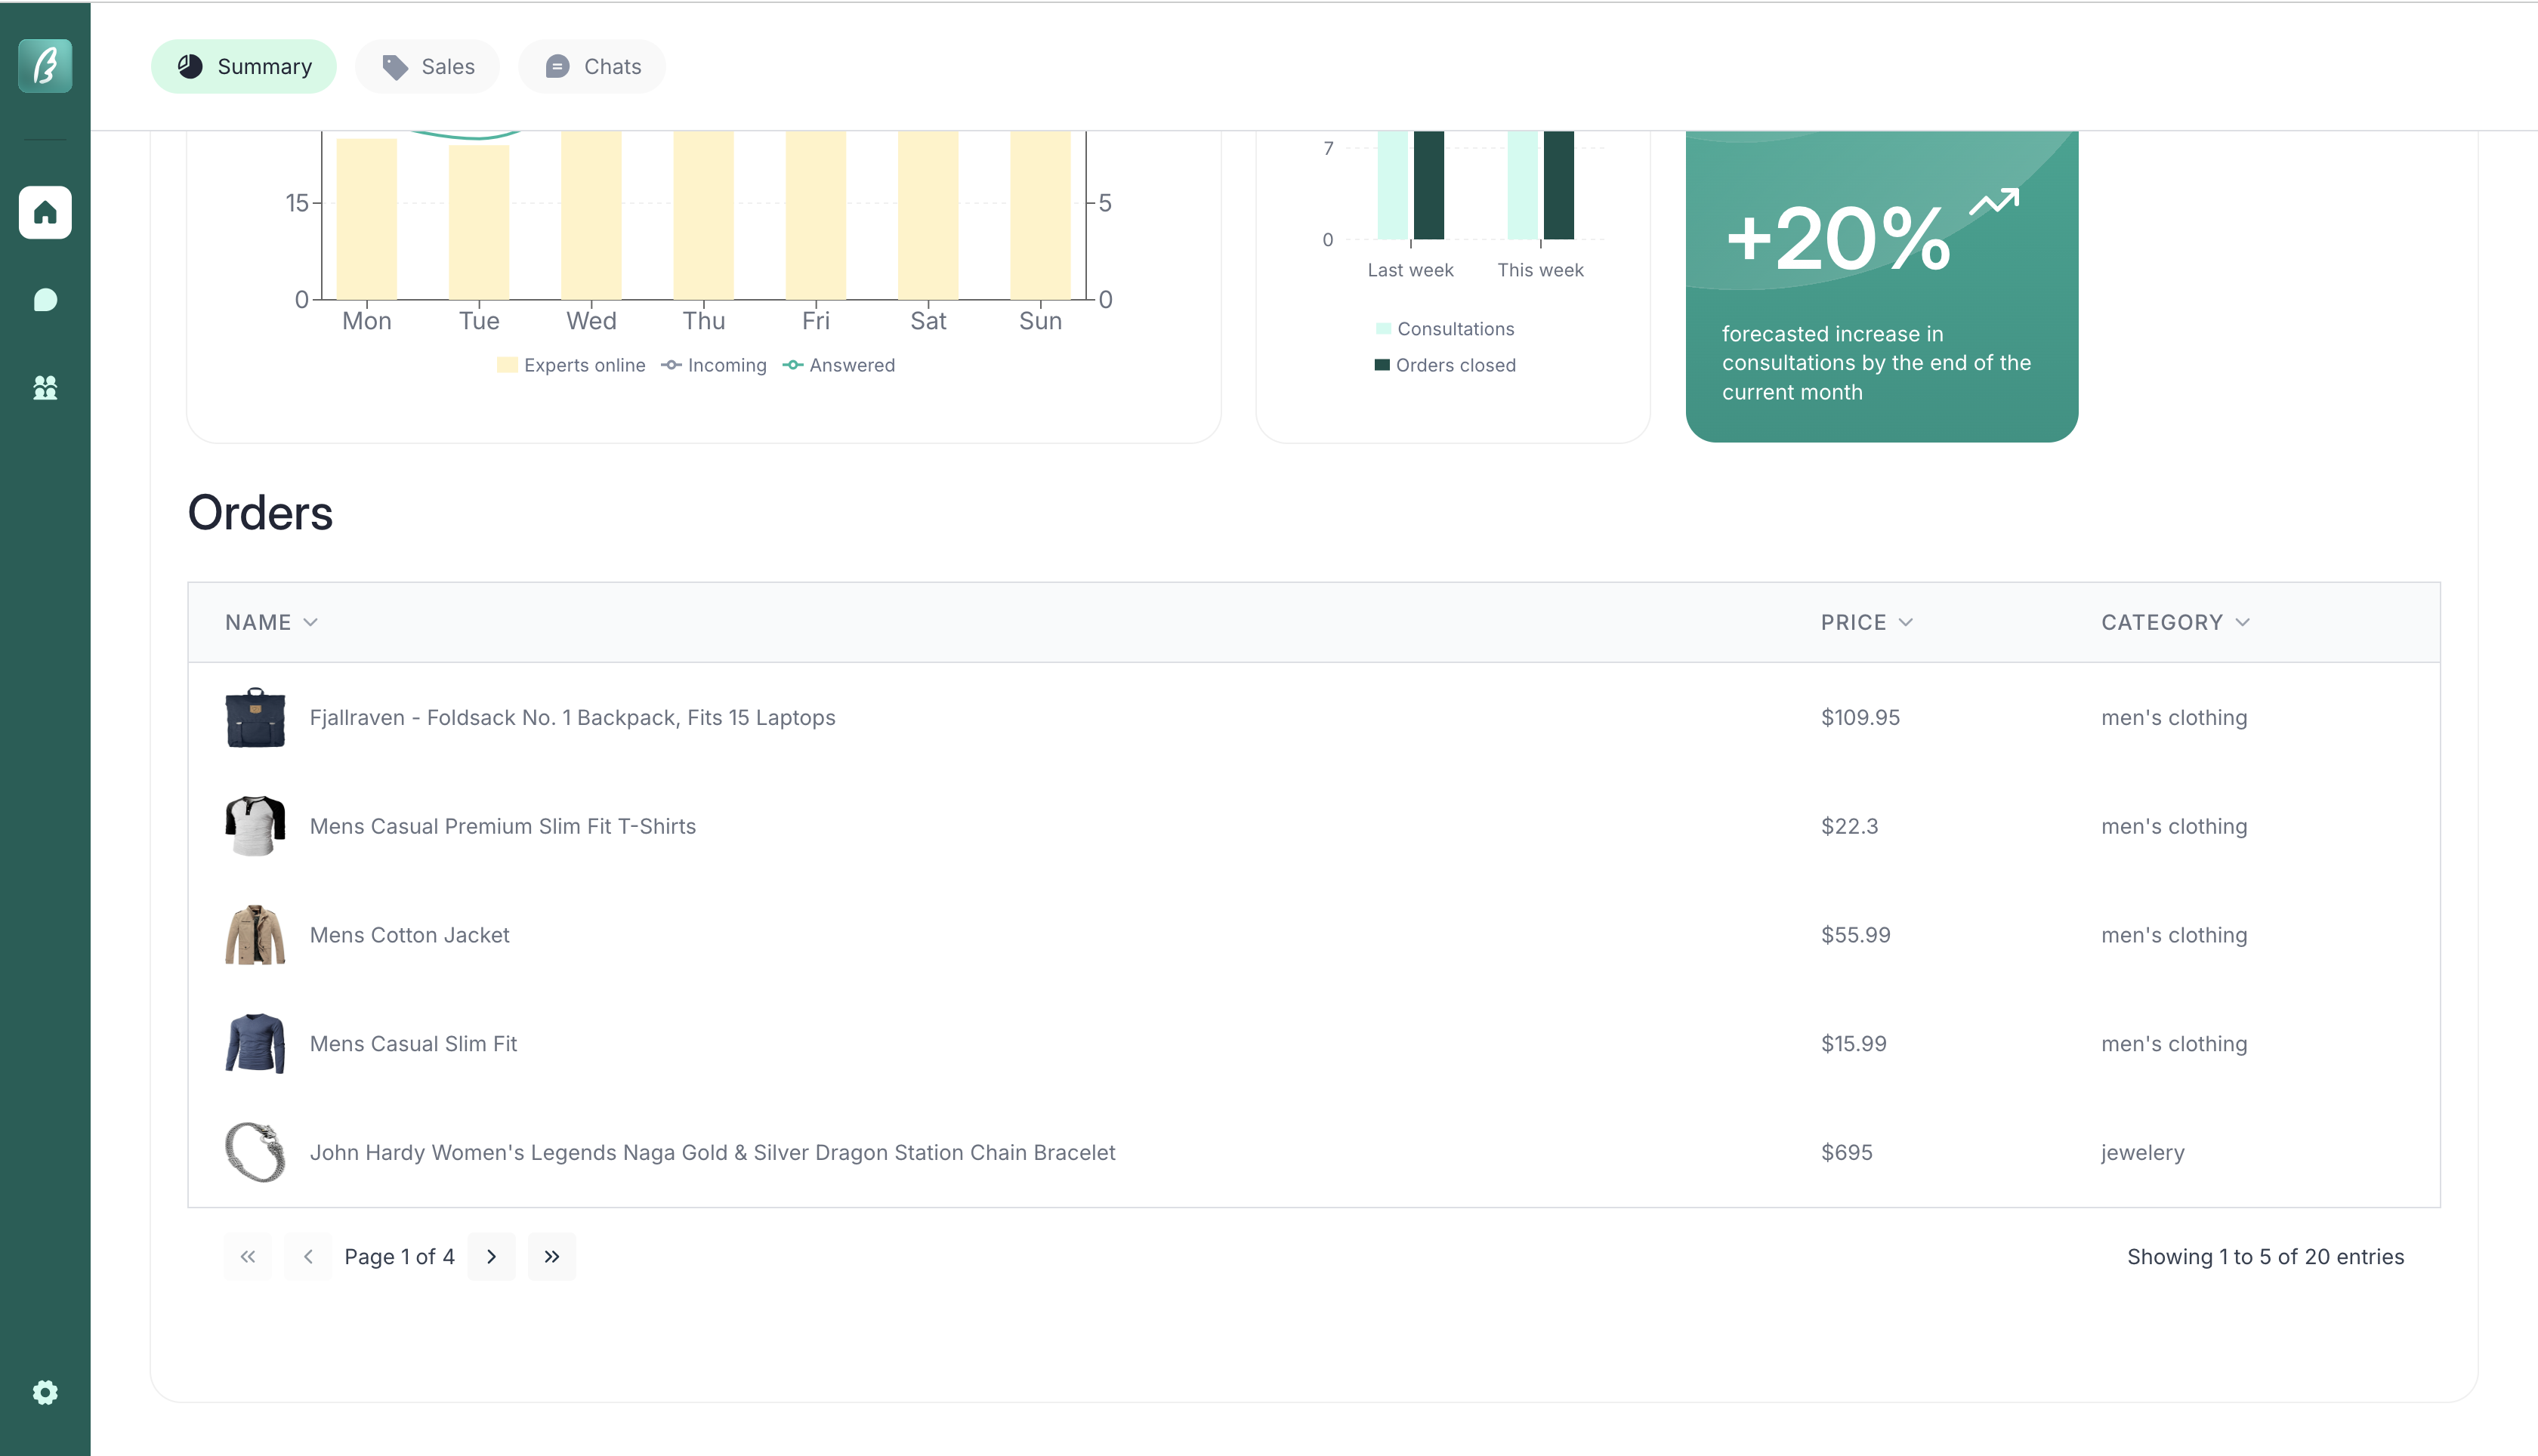 Summary
Sales
Chats
15
0
5
0
Mon Tue Wed Thu Fri Sat Sun
Experts online Incoming Answered
7
0
Last week This week
Consultations
Orders closed
+20%
forecasted increase in
consultations by the end of the
current month
Orders
NAME PRICE CATEGORY
Fjallraven - Foldsack No. 1 Backpack, Fits 15 Laptops $109.95 men's clothing
Mens Casual Premium Slim Fit T-Shirts $22.3 men's clothing
Mens Cotton Jacket $55.99 men's clothing
Mens Casual Slim Fit $15.99 men's clothing
John Hardy Women's Legends Naga Gold & Silver Dragon Station Chain Bracelet $695 jewelery
Page 1 of 4
Showing 1 to 5 of 20 entries